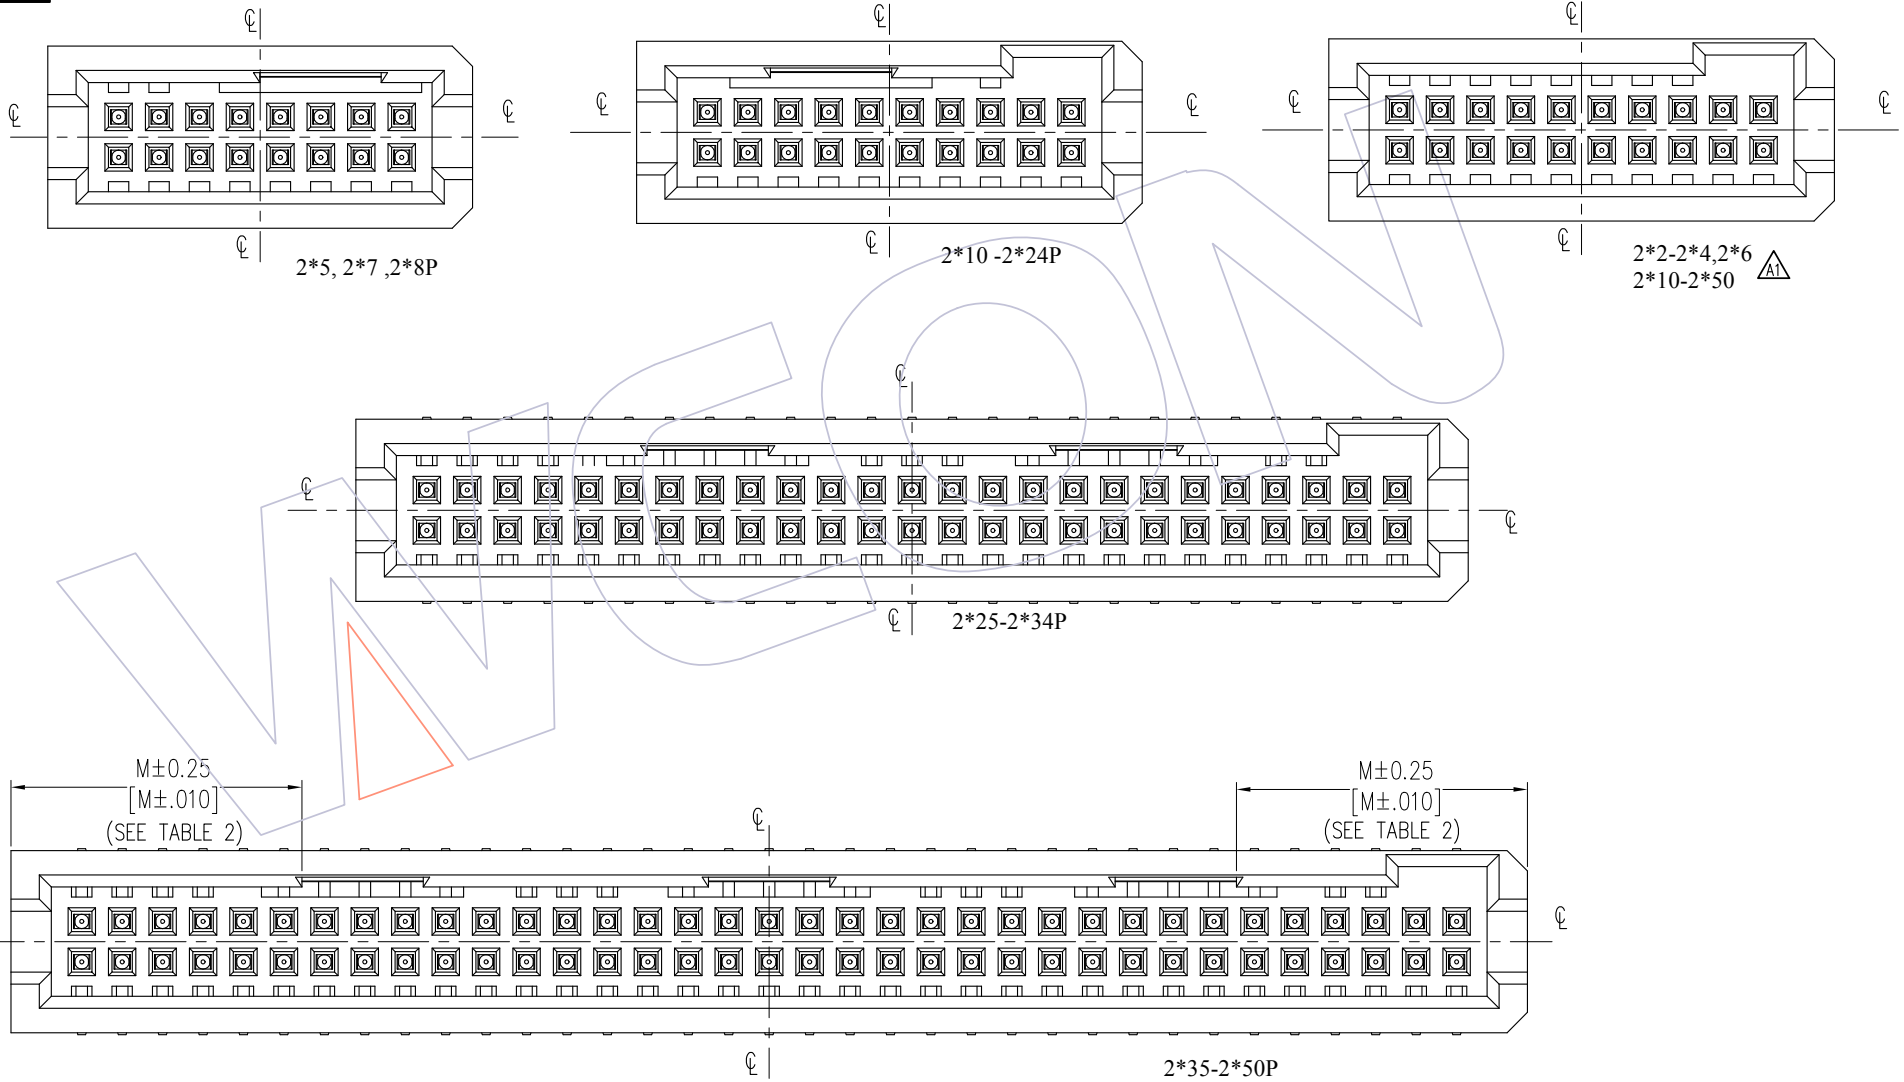 ℄
℄
℄
℄
2*5, 2*7 ,2*8P
℄
℄
℄
℄
2*10 -2*24P
℄
℄
℄
℄
2*2-2*4,2*6
2*10-2*50
A1
WCON
℄
℄
℄
℄
2*25-2*34P
M±0.25
[M±.010]
(SEE TABLE 2)
M±0.25
[M±.010]
(SEE TABLE 2)
℄
℄
℄
2*35-2*50P